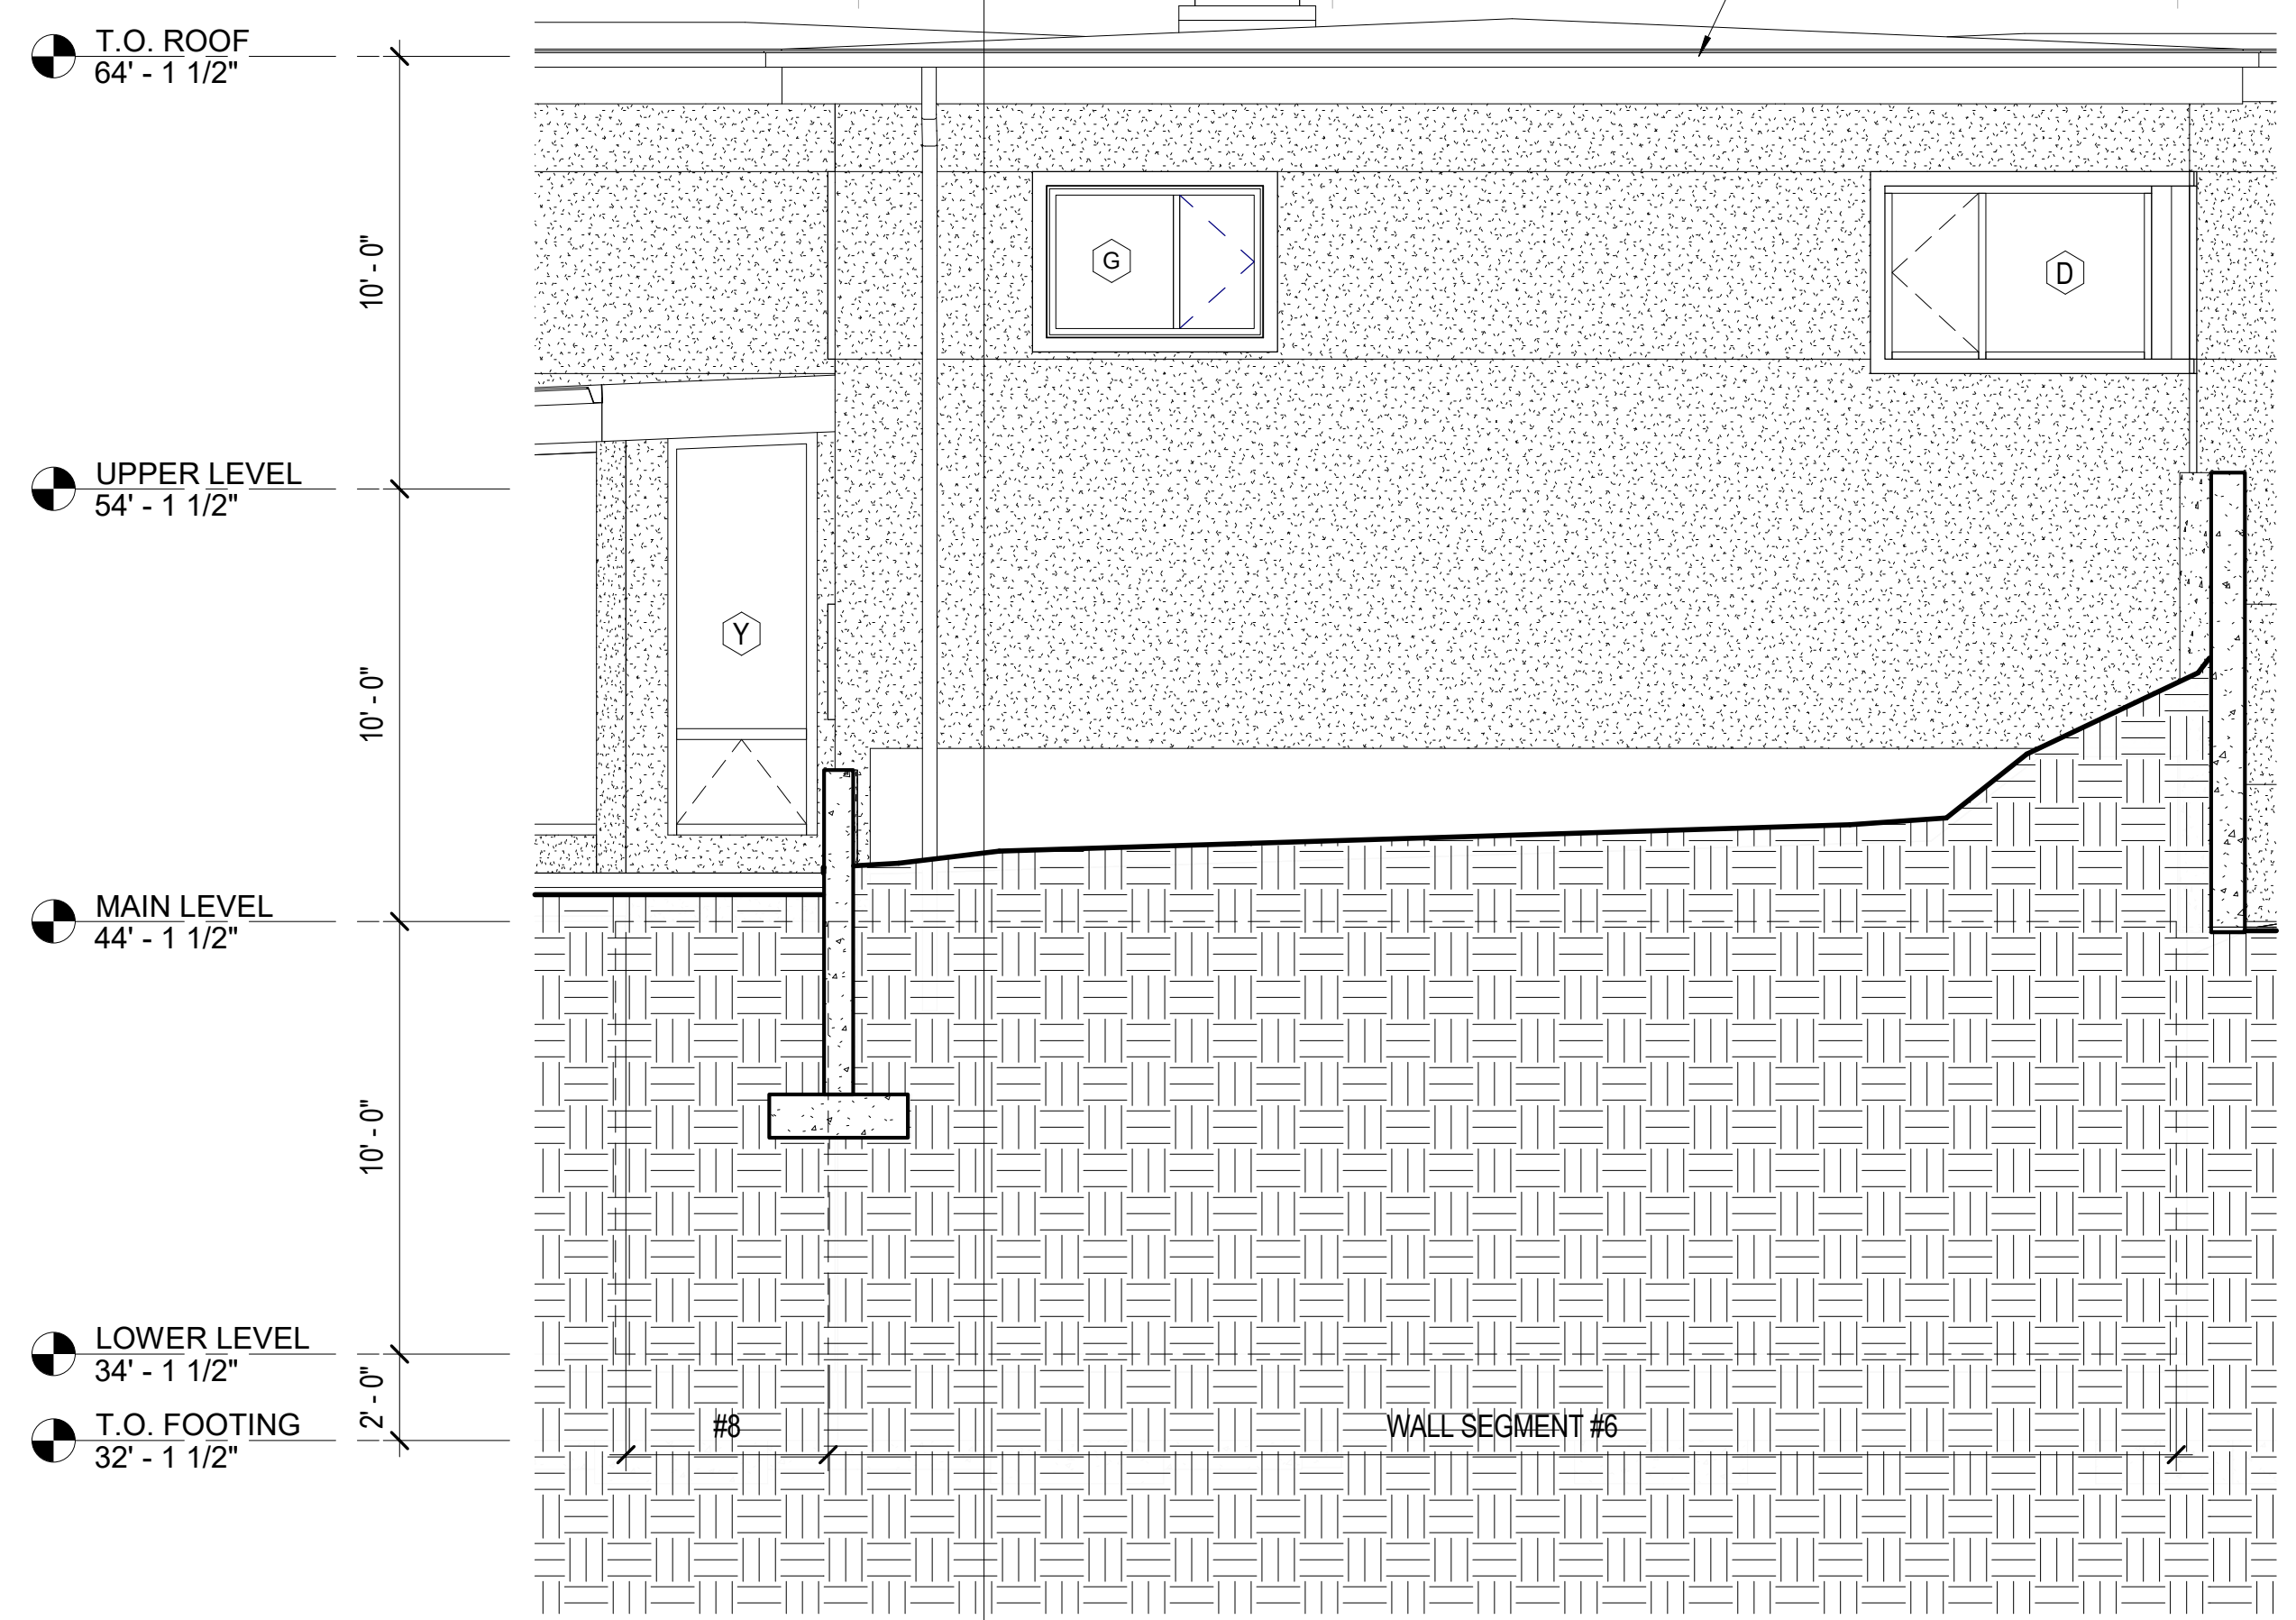 T.O. ROOF
64' - 1 1/2"
10' - 0"
G
D
UPPER LEVEL
54' - 1 1/2"
10' - 0"
Y
MAIN LEVEL
44' - 1 1/2"
10' - 0"
LOWER LEVEL
34' - 1 1/2"
2' - 0"
T.O. FOOTING
32' - 1 1/2"
#8
WALL SEGMENT #6